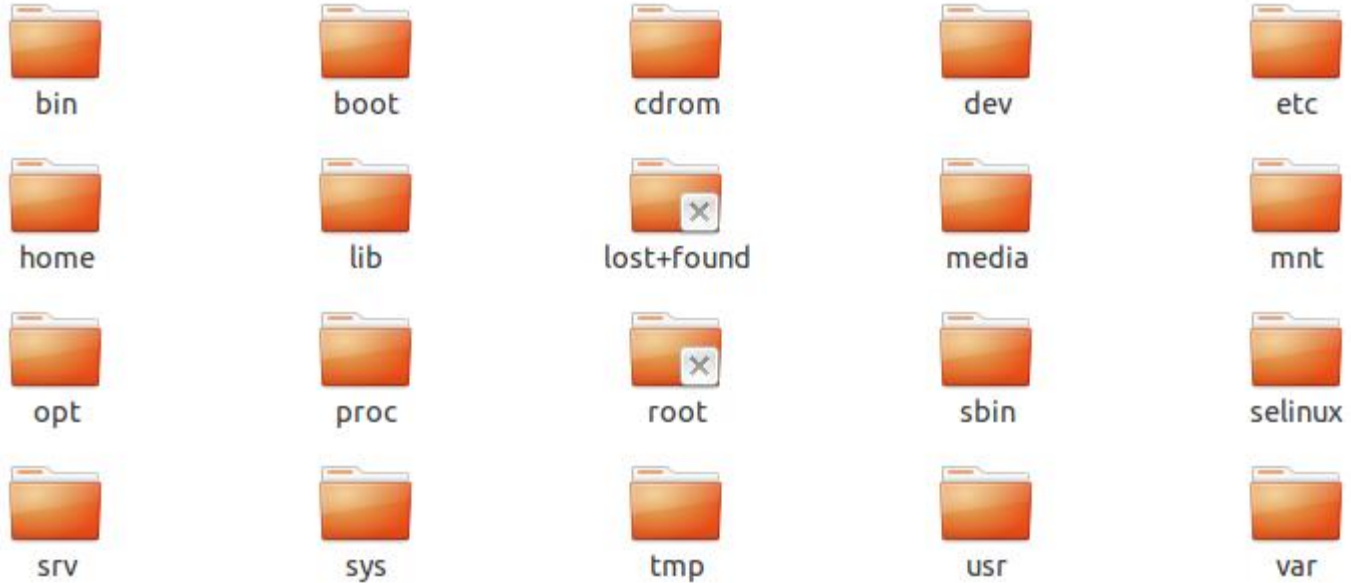 bin boot cdrom dev etc
home lib lost+found media mnt
opt proc root sbin selinux
srv sys tmp usr var